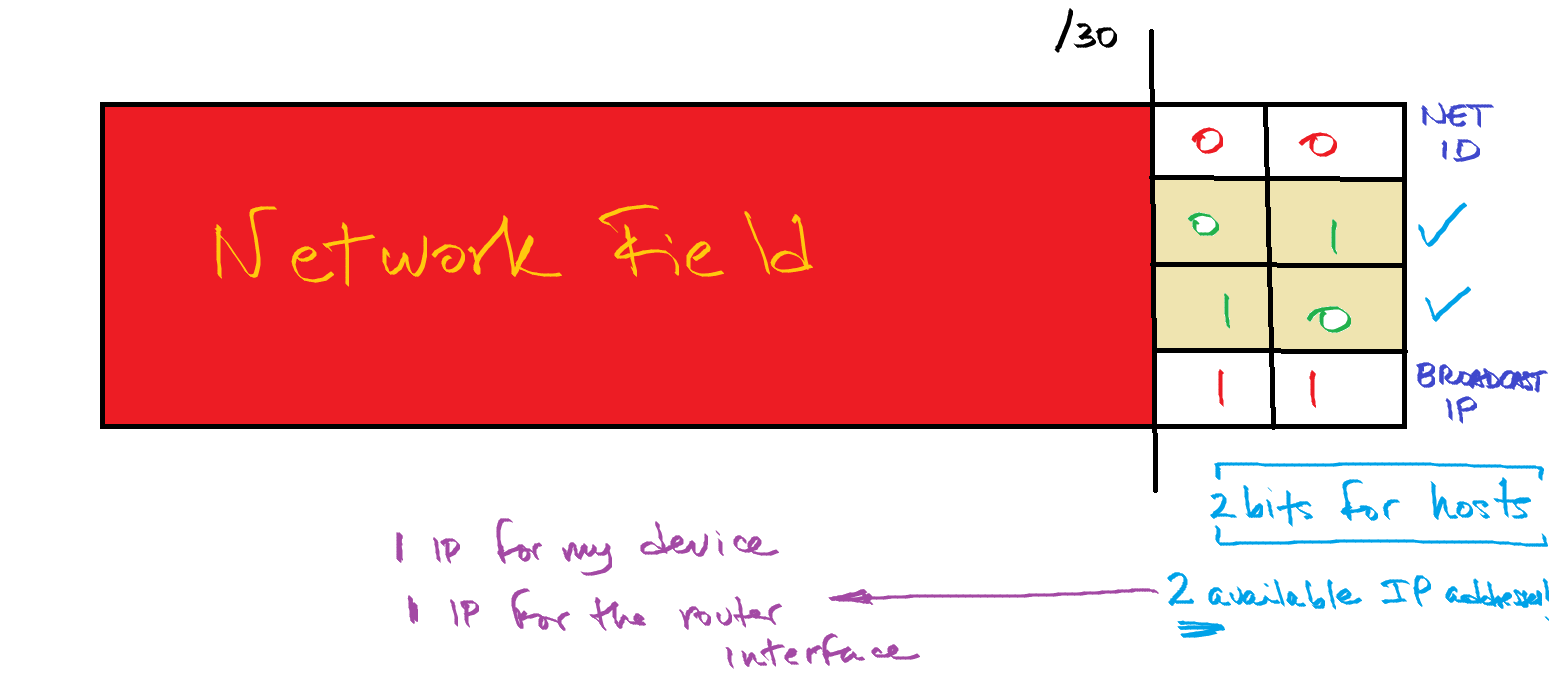 /30
0 0 NET
ID
Network Field
0 1
1 0
1 1 BROADCAST
IP
2 bits for hosts
1 IP for my device
2 available IP addresses!
1 IP for the router
interface